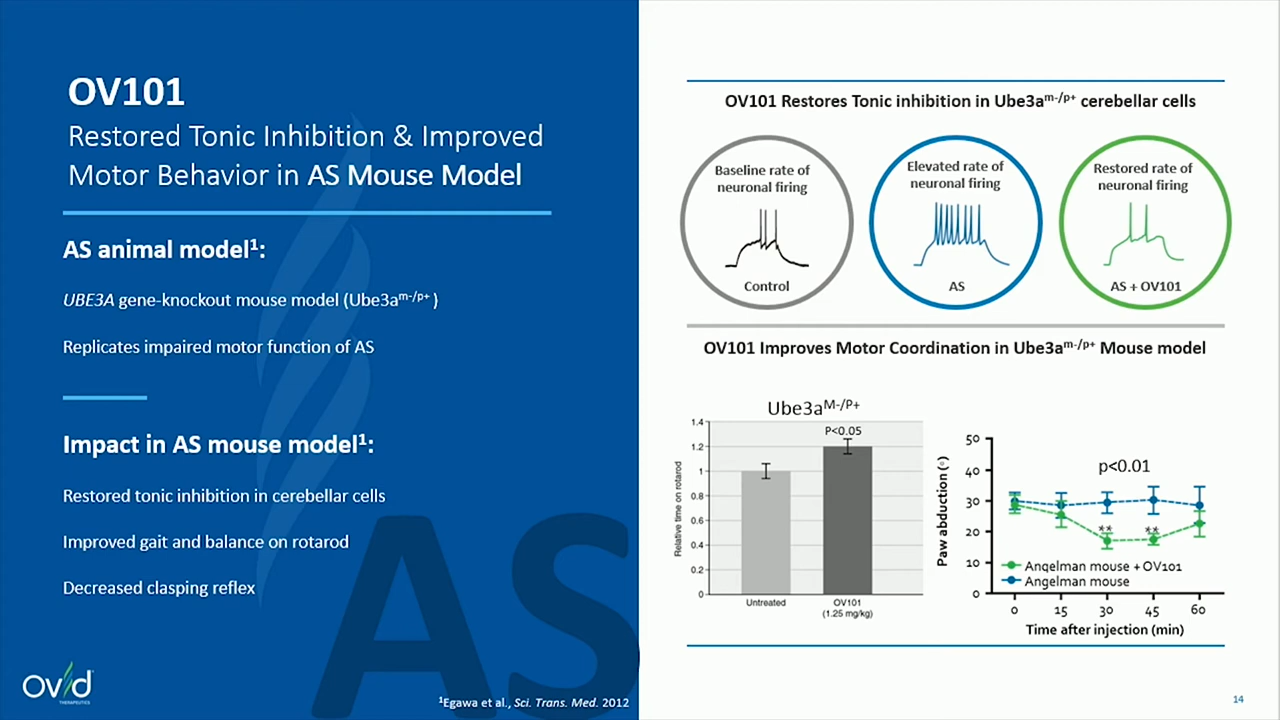 OV101
Restored Tonic Inhibition & Improved
Motor Behavior in AS Mouse Model
AS animal model¹:
UBE3A gene-knockout mouse model (Ube3aᵐ⁻/ᵖ⁺ )
Replicates impaired motor function of AS
Impact in AS mouse model¹:
Restored tonic inhibition in cerebellar cells
Improved gait and balance on rotarod
Decreased clasping reflex
AS
Ovid
THERAPEUTICS
¹Egawa et al., Sci. Trans. Med. 2012
OV101 Restores Tonic inhibition in Ube3aᵐ⁻/ᵖ⁺ cerebellar cells
Baseline rate of
neuronal firing
Control
Elevated rate of
neuronal firing
AS
Restored rate of
neuronal firing
AS + OV101
OV101 Improves Motor Coordination in Ube3aᵐ⁻/ᵖ⁺ Mouse model
Ube3aᴹ⁻/ᴾ⁺
P<0.05
Relative time on rotarod
1.4
1.2
1
0.8
0.6
0.4
0.2
0
Untreated
OV101
(1.25 mg/kg)
Paw abduction (◦)
50
40
30
20
10
0
p<0.01
**
**
Angelman mouse + OV101
Angelman mouse
0 15 30 45 60
Time after injection (min)
14